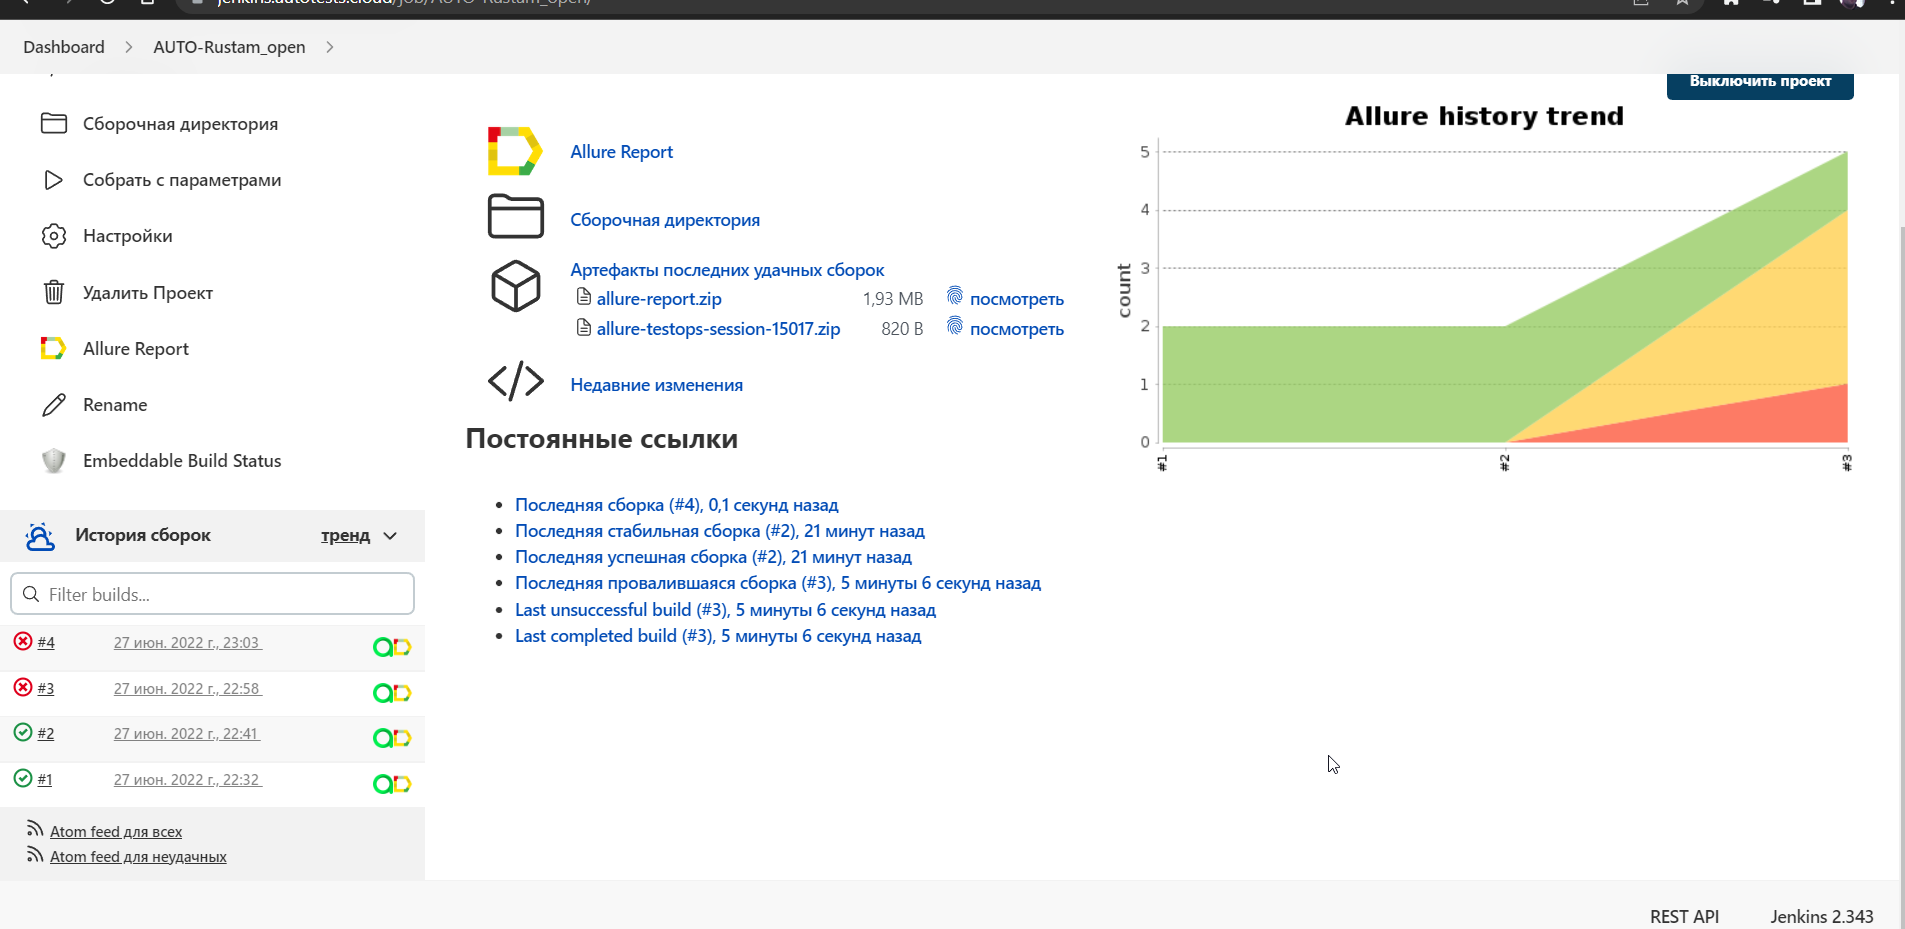 jenkins.autotests.cloud/job/AUTO-Rustam_open/
Dashboard
AUTO-Rustam_open
Сборочная директория
Собрать с параметрами
Настройки
Удалить Проект
Allure Report
Rename
Embeddable Build Status
История сборок
тренд
Filter builds...
#4 27 июн. 2022 г., 23:03
#3 27 июн. 2022 г., 22:58
#2 27 июн. 2022 г., 22:41
#1 27 июн. 2022 г., 22:32
Atom feed для всех
Atom feed для неудачных
Allure Report
Сборочная директория
Артефакты последних удачных сборок
allure-report.zip 1,93 MB посмотреть
allure-testops-session-15017.zip 820 B посмотреть
Недавние изменения
Постоянные ссылки
Последняя сборка (#4), 0,1 секунд назад
Последняя стабильная сборка (#2), 21 минут назад
Последняя успешная сборка (#2), 21 минут назад
Последняя провалившаяся сборка (#3), 5 минуты 6 секунд назад
Last unsuccessful build (#3), 5 минуты 6 секунд назад
Last completed build (#3), 5 минуты 6 секунд назад
Выключить проект
Allure history trend
count
5
4
3
2
1
0
#1
#2
#3
REST API
Jenkins 2.343